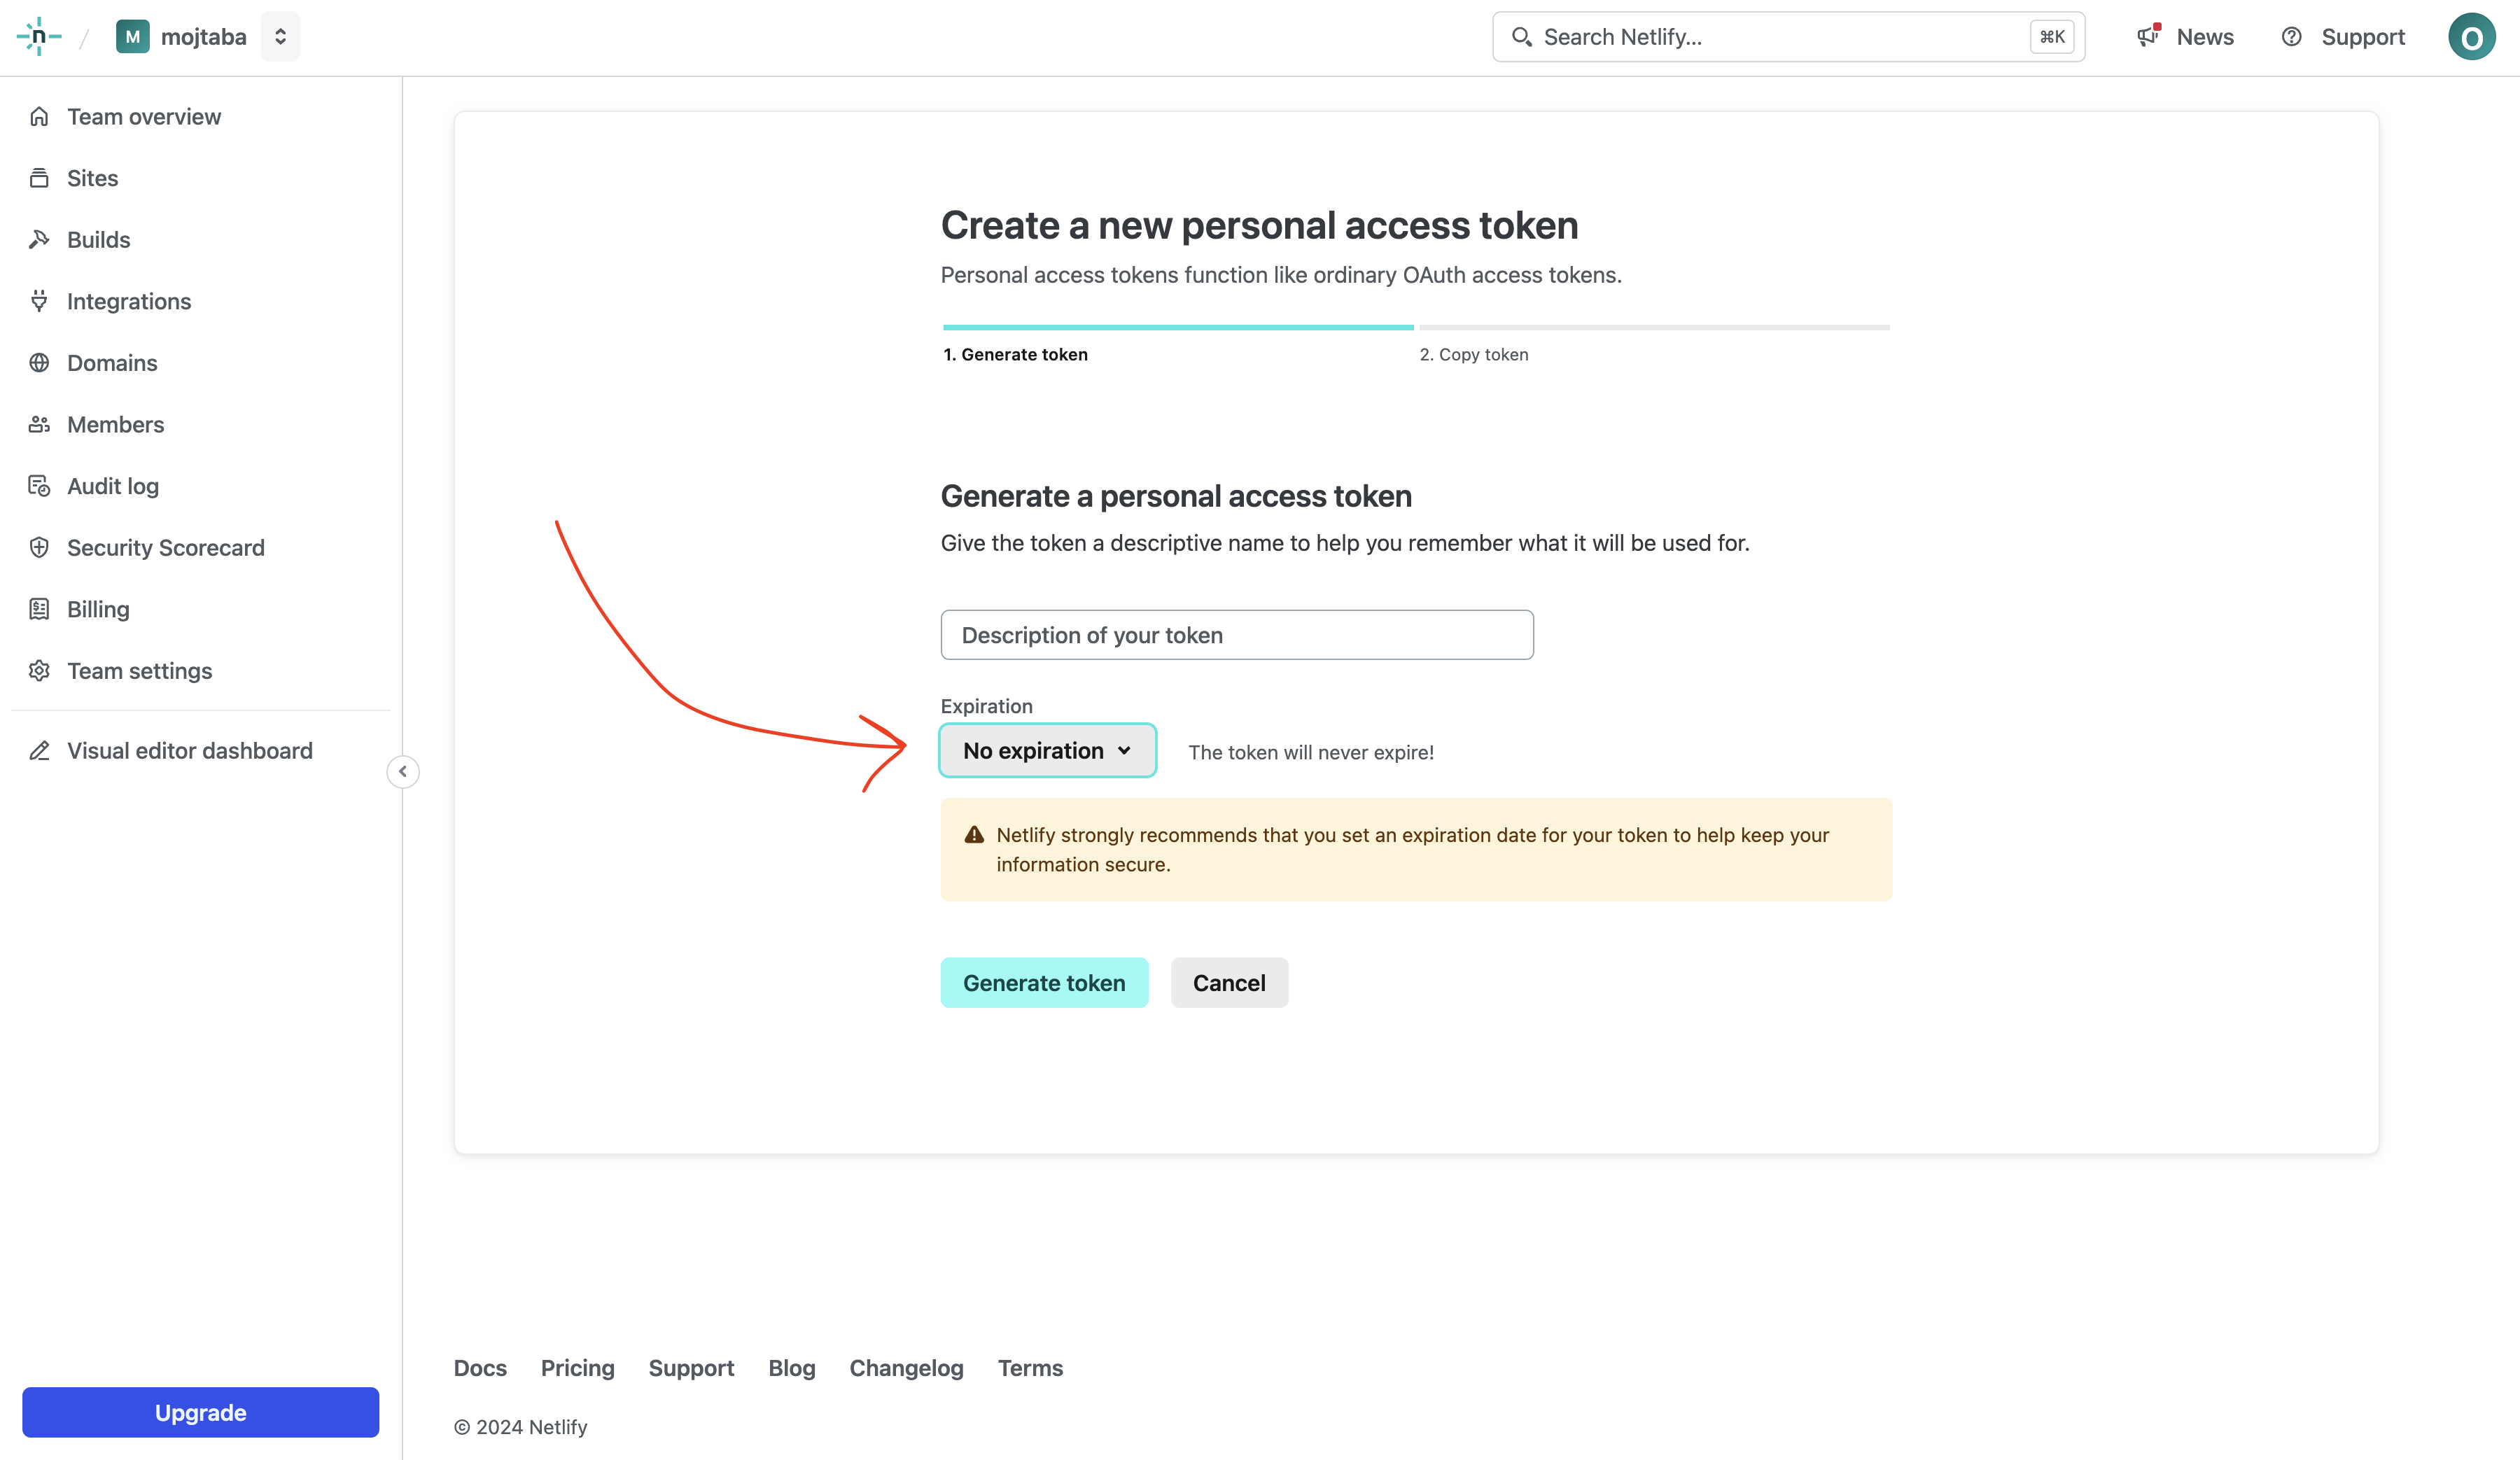 n / M mojtaba
Search Netlify... ⌘K
News
Support
O
Team overview
Sites
Builds
Integrations
Domains
Members
Audit log
Security Scorecard
Billing
Team settings
Visual editor dashboard
Upgrade
Create a new personal access token
Personal access tokens function like ordinary OAuth access tokens.
1. Generate token
2. Copy token
Generate a personal access token
Give the token a descriptive name to help you remember what it will be used for.
Description of your token
Expiration
No expiration
The token will never expire!
Netlify strongly recommends that you set an expiration date for your token to help keep your
information secure.
Generate token
Cancel
Docs Pricing Support Blog Changelog Terms
© 2024 Netlify